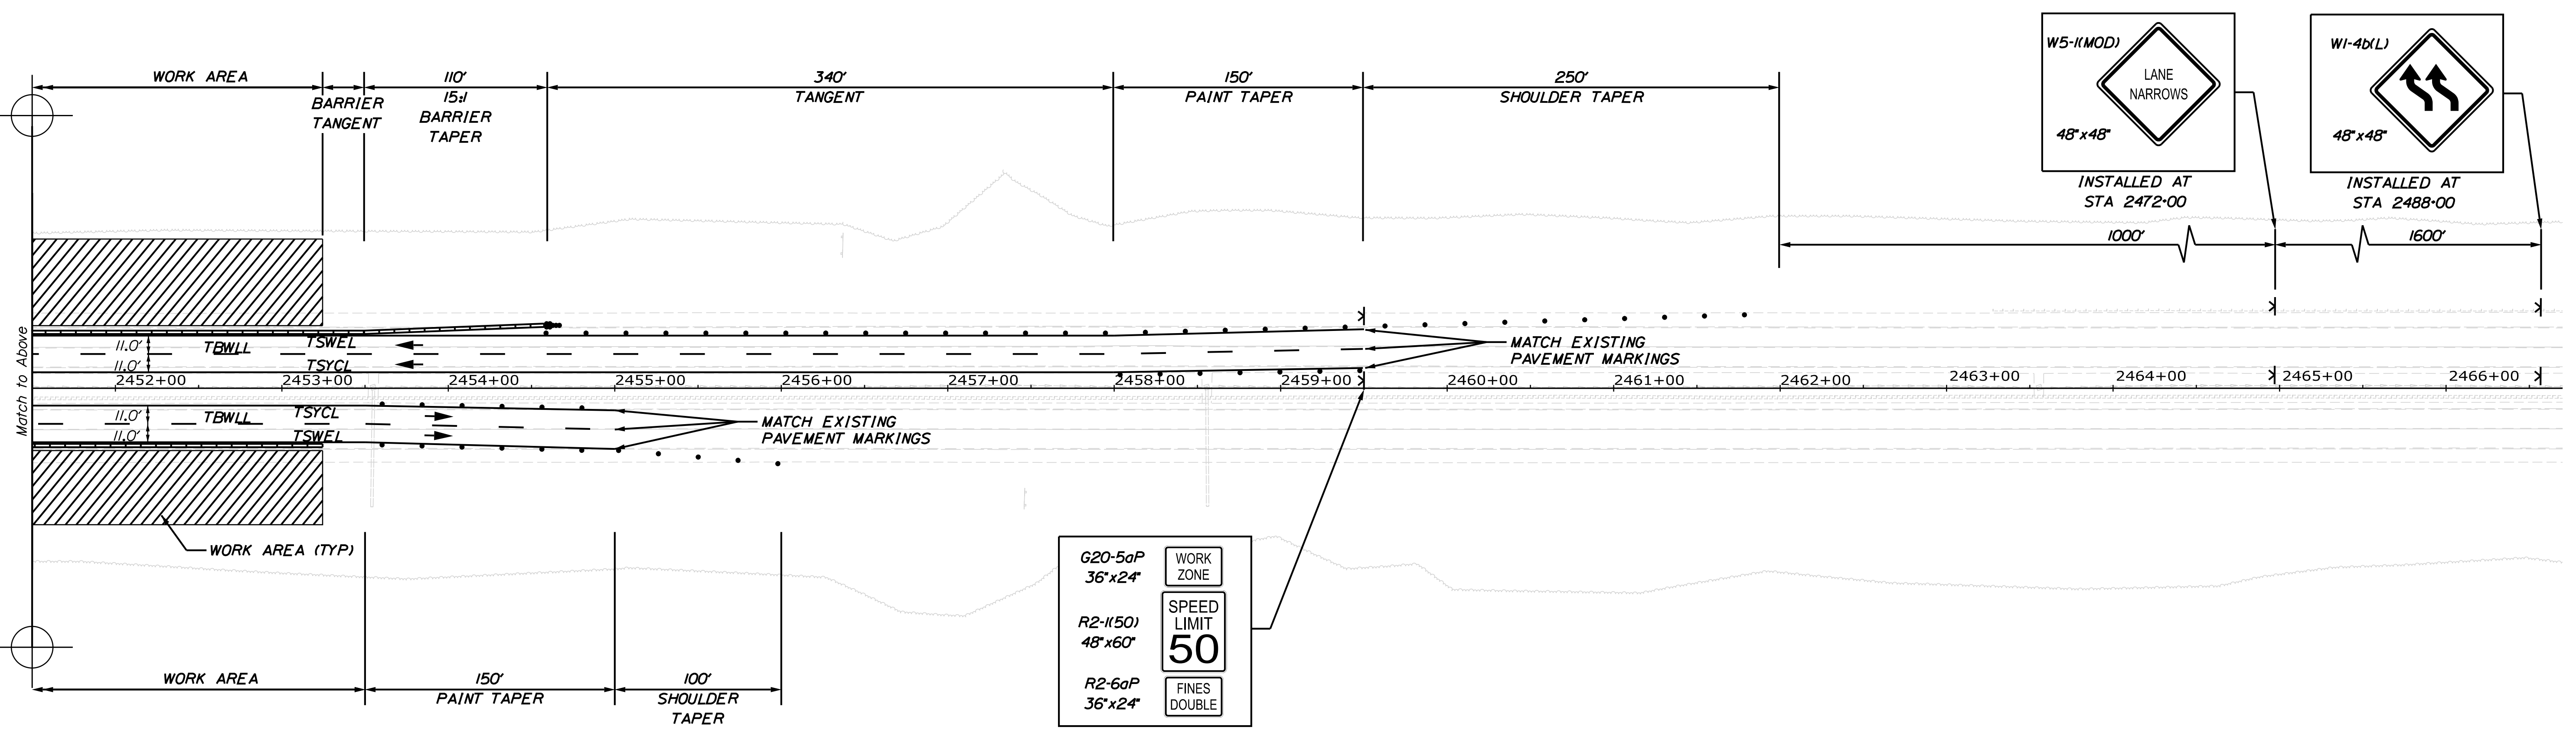 WORK AREA
BARRIER
TANGENT
110'
15:1
BARRIER
TAPER
340'
TANGENT
150'
PAINT TAPER
250'
SHOULDER TAPER
W5-1(MOD)
LANE
NARROWS
48"x48"
INSTALLED AT
STA 2472+00
W1-4b(L)
48"x48"
INSTALLED AT
STA 2488+00
1000'
1600'
Match to Above
11.0'
11.0'
TBWLL
TSWEL
TSYCL
MATCH EXISTING
PAVEMENT MARKINGS
2452+00
2453+00
2454+00
2455+00
2456+00
2457+00
2458+00
2459+00
2460+00
2461+00
2462+00
2463+00
2464+00
2465+00
2466+00
11.0'
11.0'
TBWLL
TSYCL
TSWEL
MATCH EXISTING
PAVEMENT MARKINGS
WORK AREA (TYP)
G20-5aP
36"x24"
WORK
ZONE
R2-1(50)
48"x60"
SPEED
LIMIT
50
R2-6aP
36"x24"
FINES
DOUBLE
WORK AREA
150'
PAINT TAPER
100'
SHOULDER
TAPER